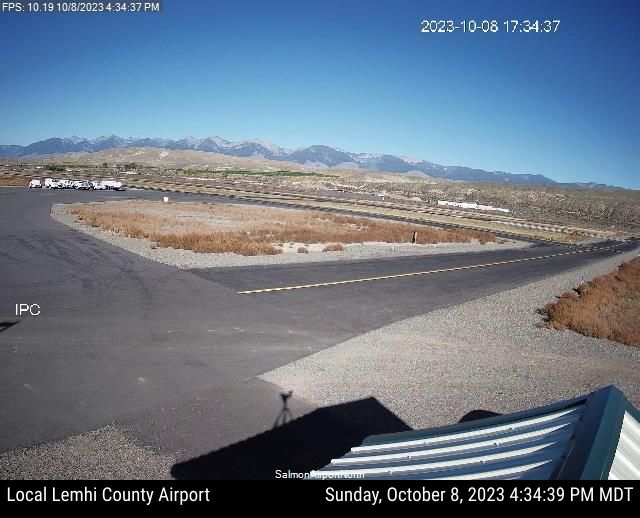 FPS: 10.19 10/8/2023 4:34:37 PM
2023-10-08 17:34:37
IPC
SalmonAirportNorth
Local Lemhi County Airport
Sunday, October 8, 2023 4:34:39 PM MDT